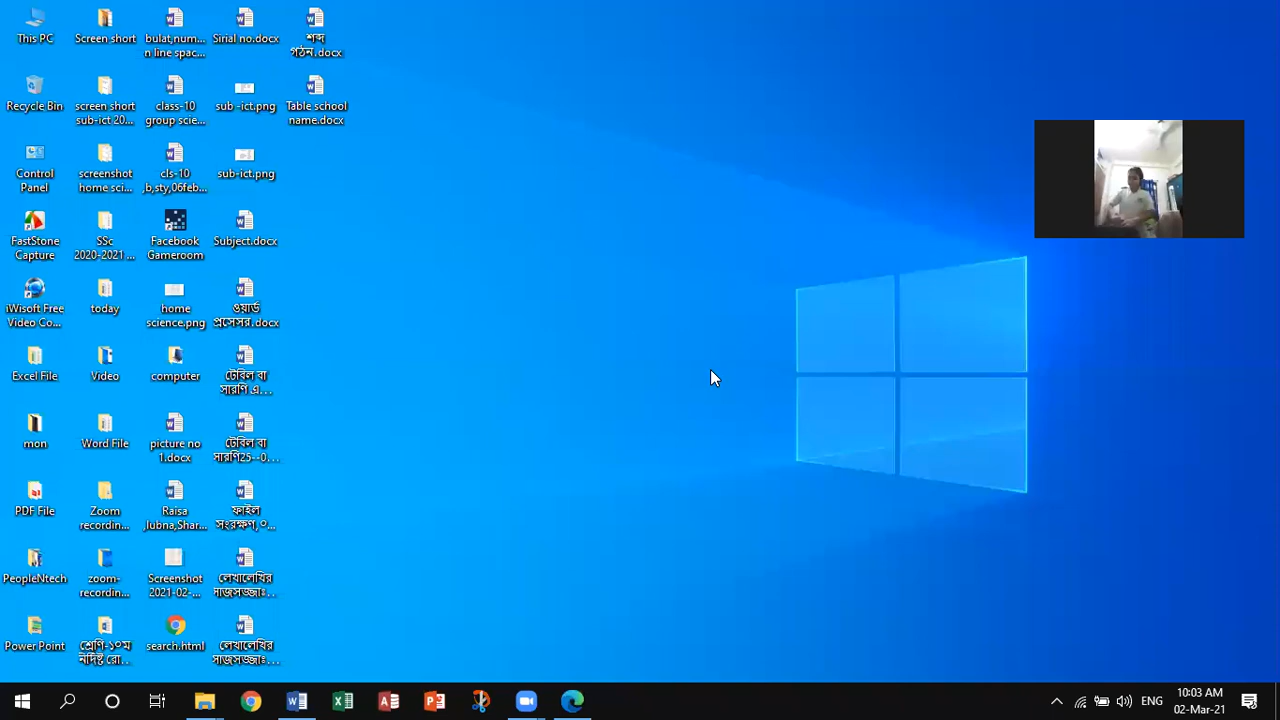 This PC
Recycle Bin
Control
Panel
FastStone
Capture
iWisoft Free
Video Co...
Excel File
mon
PDF File
PeopleNtech
Power Point
Screen short
screen short
sub-ict 20...
screenshot
home sci...
SSc
2020-2021 ...
today
Video
Word File
Zoom
recordin...
zoom-
recordin...
শ্রেণি-১০ম
নির্দিষ্ট রো...
bulat,num...
n line spac...
class-10
group scie...
cls-10
,b,sty,06feb...
Facebook
Gameroom
home
science.png
computer
picture no
1.docx
Raisa
,lubna,Shar...
Screenshot
2021-02-...
search.html
Sirial no.docx
sub -ict.png
sub-ict.png
Subject.docx
ওয়ার্ড
প্রসেসর.docx
টেবিল বা
সারণি এ...
টেবিল বা
সারণি25--0...
ফাইল
সংরক্ষণ,০...
লেখালেখির
সাজসজ্জাঃ...
লেখালেখির
সাজসজ্জাঃ...
শব্দ
গঠন.docx
Table school
name.docx
ENG
10:03 AM
02-Mar-21